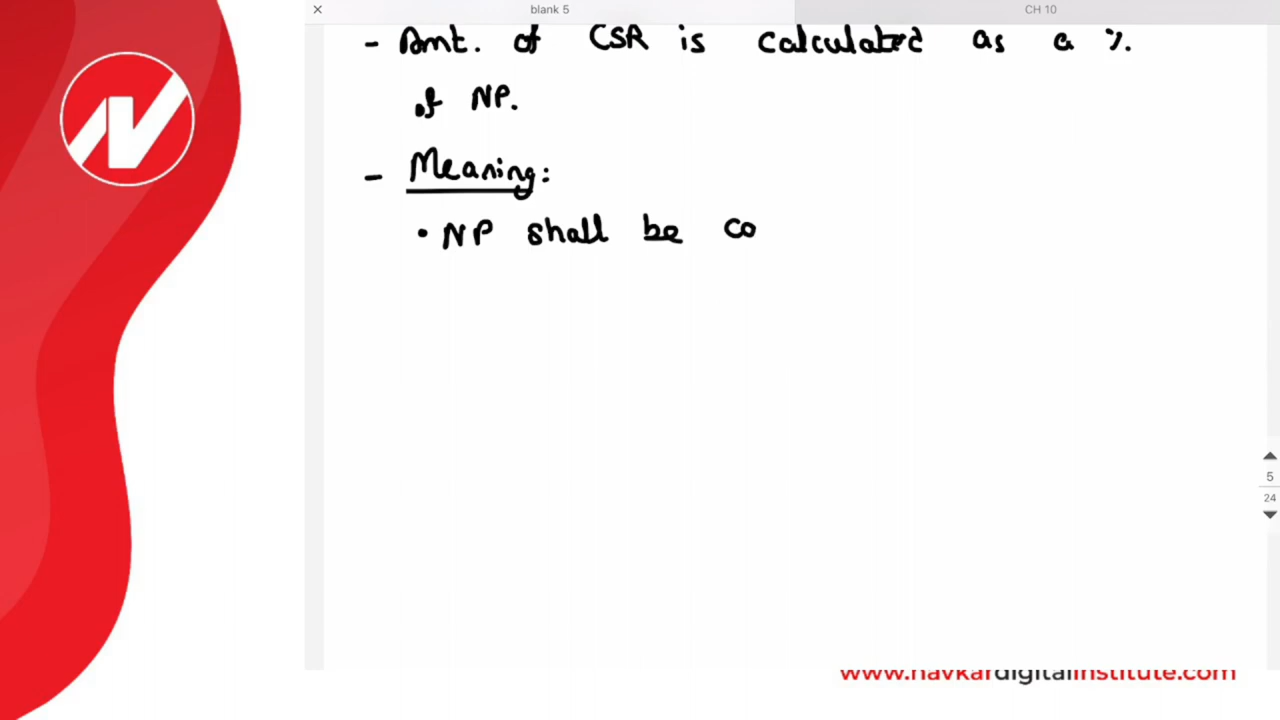 blank 5
CH 10
- Amt. of CSR is calculated as a %.
of NP.
- Meaning:
• NP shall be co
5
24
www.navkardigitalinstitute.com